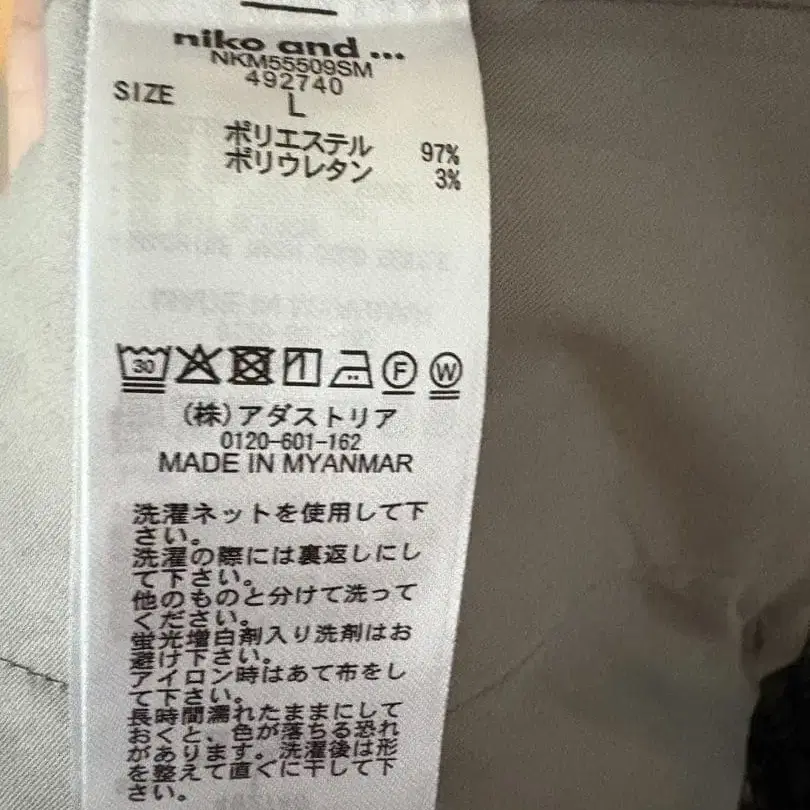 niko and ...
NKM55509SM
492740
SIZE
L
ポリエステル 97%
ポリウレタン 3%
30
F W
(株)アダストリア
0120-601-162
MADE IN MYANMAR
洗濯ネットを使用して下
さい。
洗濯の際には裏返しにし
て下さい。
他のものと分けて洗って
ください。
蛍光増白剤入り洗剤はお
避け下さい。
アイロン時はあて布をし
て下さい。
長時間濡れたままにして
おくと、色が落ちる恐れ
があります。洗濯後は形
を整えて直ぐに干して下
さい。